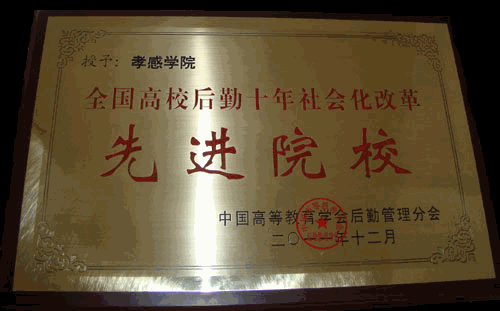 授予：孝感学院
全国高校后勤十年社会化改革
先进院校
中国高等教育学会后勤管理分会
二〇一一年十二月